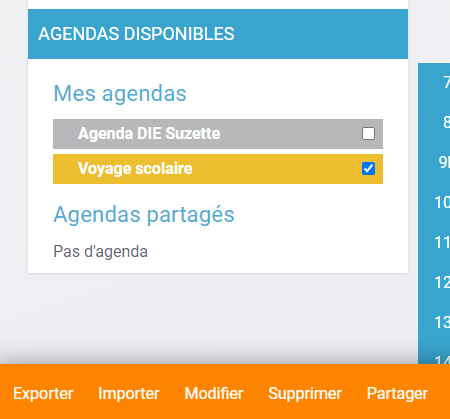 AGENDAS DISPONIBLES
Mes agendas
Agenda DIE Suzette
Voyage scolaire
Agendas partagés
Pas d'agenda
7
8
9
10
11
12
13
14
Exporter Importer Modifier Supprimer Partager